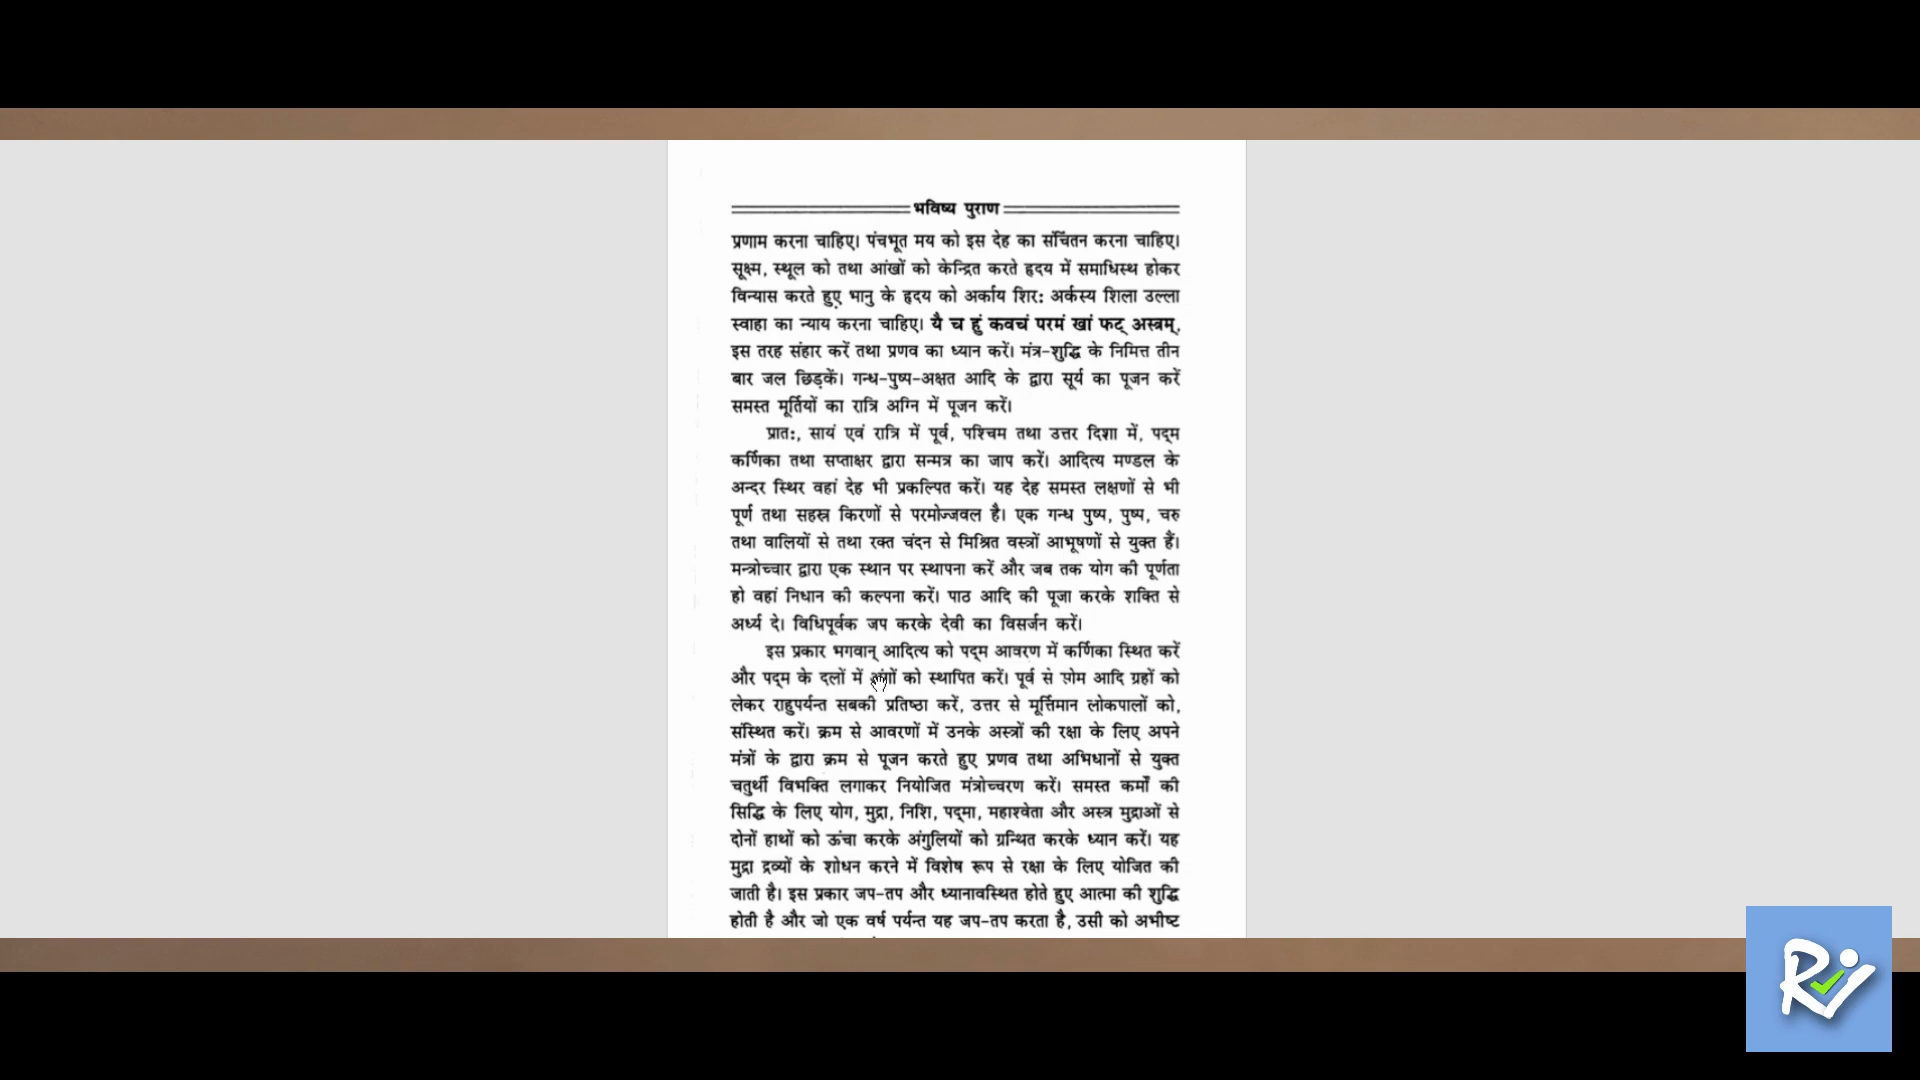 भविष्य पुराण
प्रणाम करना चाहिए। पंचभूत मय को इस देह का संचिंतन करना चाहिए।
सूक्ष्म, स्थूल को तथा आंखों को केन्द्रित करते हृदय में समाधिस्थ होकर
विन्यास करते हुए भानु के हृदय को अर्काय शिर: अर्कस्य शिला उल्ला
स्वाहा का न्याय करना चाहिए। यै च हुं कवचं परमं खां फट् अस्त्रम्,
इस तरह संहार करें तथा प्रणव का ध्यान करें। मंत्र-शुद्धि के निमित्त तीन
बार जल छिड़कें। गन्ध-पुष्प-अक्षत आदि के द्वारा सूर्य का पूजन करें
समस्त मूर्तियों का रात्रि अग्नि में पूजन करें।
प्रात:, सायं एवं रात्रि में पूर्व, पश्चिम तथा उत्तर दिशा में, पद्म
कर्णिका तथा सप्ताक्षर द्वारा सन्मत्र का जाप करें। आदित्य मण्डल के
अन्दर स्थिर वहां देह भी प्रकल्पित करें। यह देह समस्त लक्षणों से भी
पूर्ण तथा सहस्त्र किरणों से परमोज्जवल है। एक गन्ध पुष्प, पुष्प, चरु
तथा वालियों से तथा रक्त चंदन से मिश्रित वस्त्रों आभूषणों से युक्त हैं।
मन्त्रोच्चार द्वारा एक स्थान पर स्थापना करें और जब तक योग की पूर्णता
हो वहां निधान की कल्पना करें। पाठ आदि की पूजा करके शक्ति से
अर्ध्य दे। विधिपूर्वक जप करके देवी का विसर्जन करें।
इस प्रकार भगवान् आदित्य को पद्म आवरण में कर्णिका स्थित करें
और पद्म के दलों में को स्थापित करें। पूर्व से सोम आदि ग्रहों को
लेकर राहुपर्यन्त सबकी प्रतिष्ठा करें, उत्तर से मूर्त्तिमान लोकपालों को,
संस्थित करें। क्रम से आवरणों में उनके अस्त्रों की रक्षा के लिए अपने
मंत्रों के द्वारा क्रम से पूजन करते हुए प्रणव तथा अभिधानों से युक्त
चतुर्थी विभक्ति लगाकर नियोजित मंत्रोच्चरण करें। समस्त कर्मों की
सिद्धि के लिए योग, मुद्रा, निशि, पद्मा, महाश्वेता और अस्त्र मुद्राओं से
दोनों हाथों को ऊंचा करके अंगुलियों को ग्रन्थित करके ध्यान करें। यह
मुद्रा द्रव्यों के शोधन करने में विशेष रूप से रक्षा के लिए योजित की
जाती है। इस प्रकार जप-तप और ध्यानावस्थित होते हुए आत्मा की शुद्धि
होती है और जो एक वर्ष पर्यन्त यह जप-तप करता है, उसी को अभीष्ट